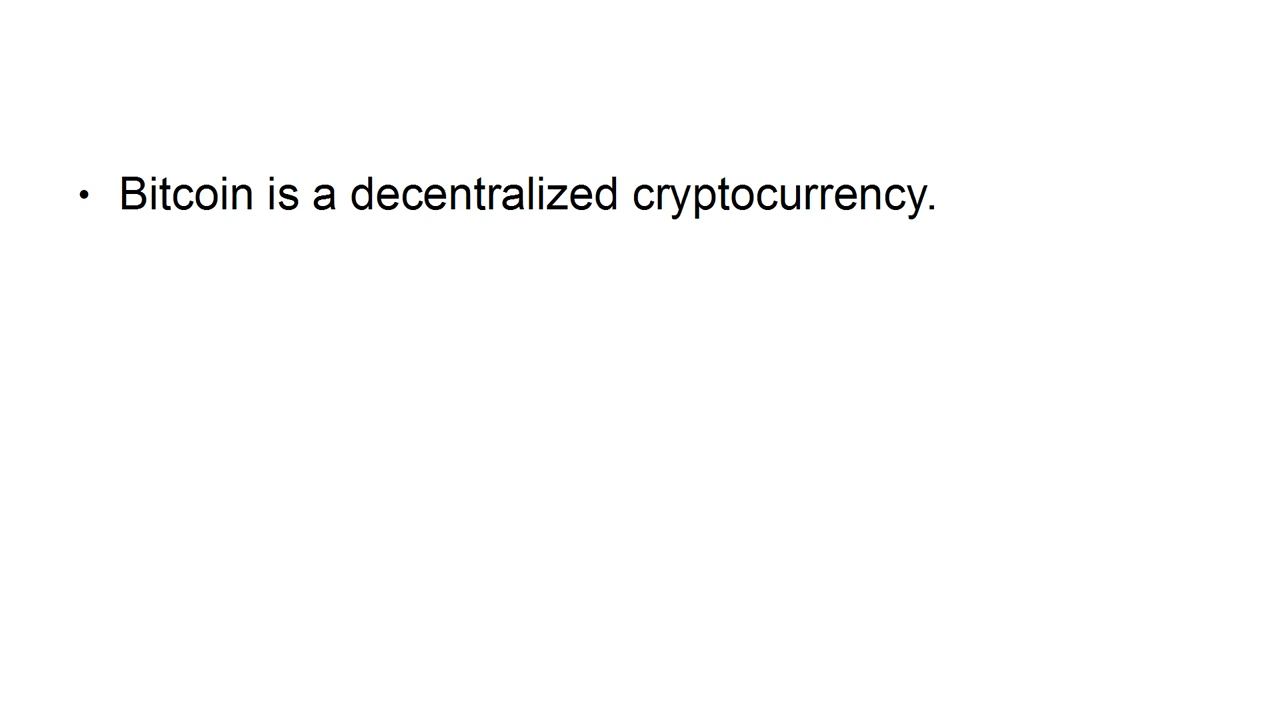 • Bitcoin is a decentralized cryptocurrency.